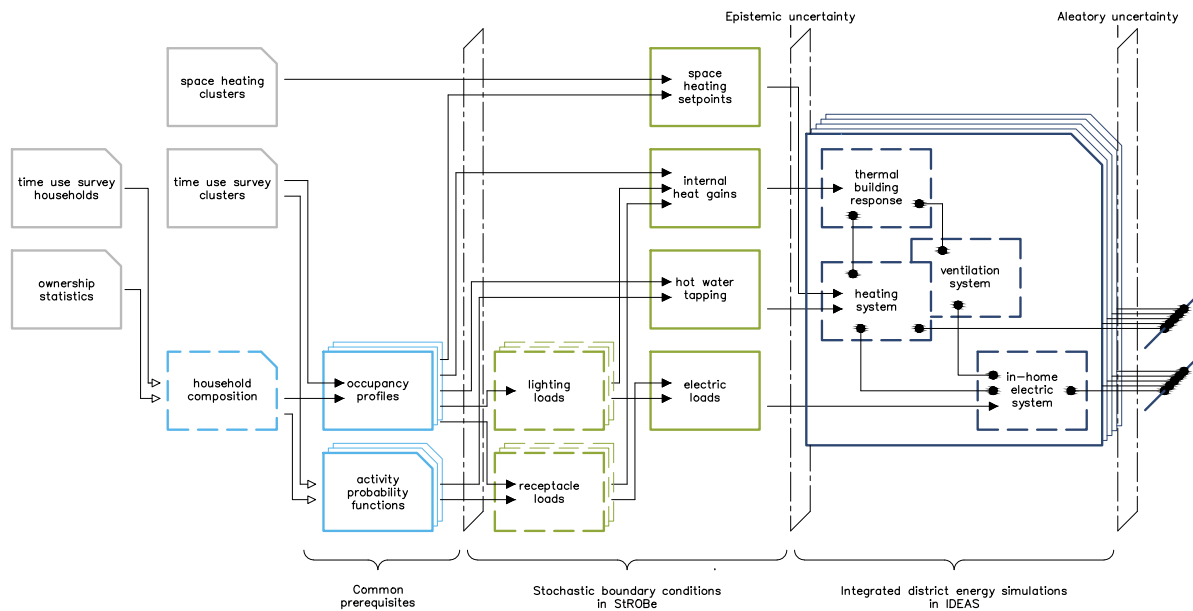 Epistemic uncertainty
Aleatory uncertainty
space heating
clusters
space
heating
setpoints
time use survey
households
time use survey
clusters
internal
heat gains
thermal
building
response
ownership
statistics
hot water
tapping
heating
system
ventilation
system
household
composition
occupancy
profiles
lighting
loads
electric
loads
in-home
electric
system
activity
probability
functions
receptacle
loads
Common
prerequisites
Stochastic boundary conditions
in StROBe
Integrated district energy simulations
in IDEAS